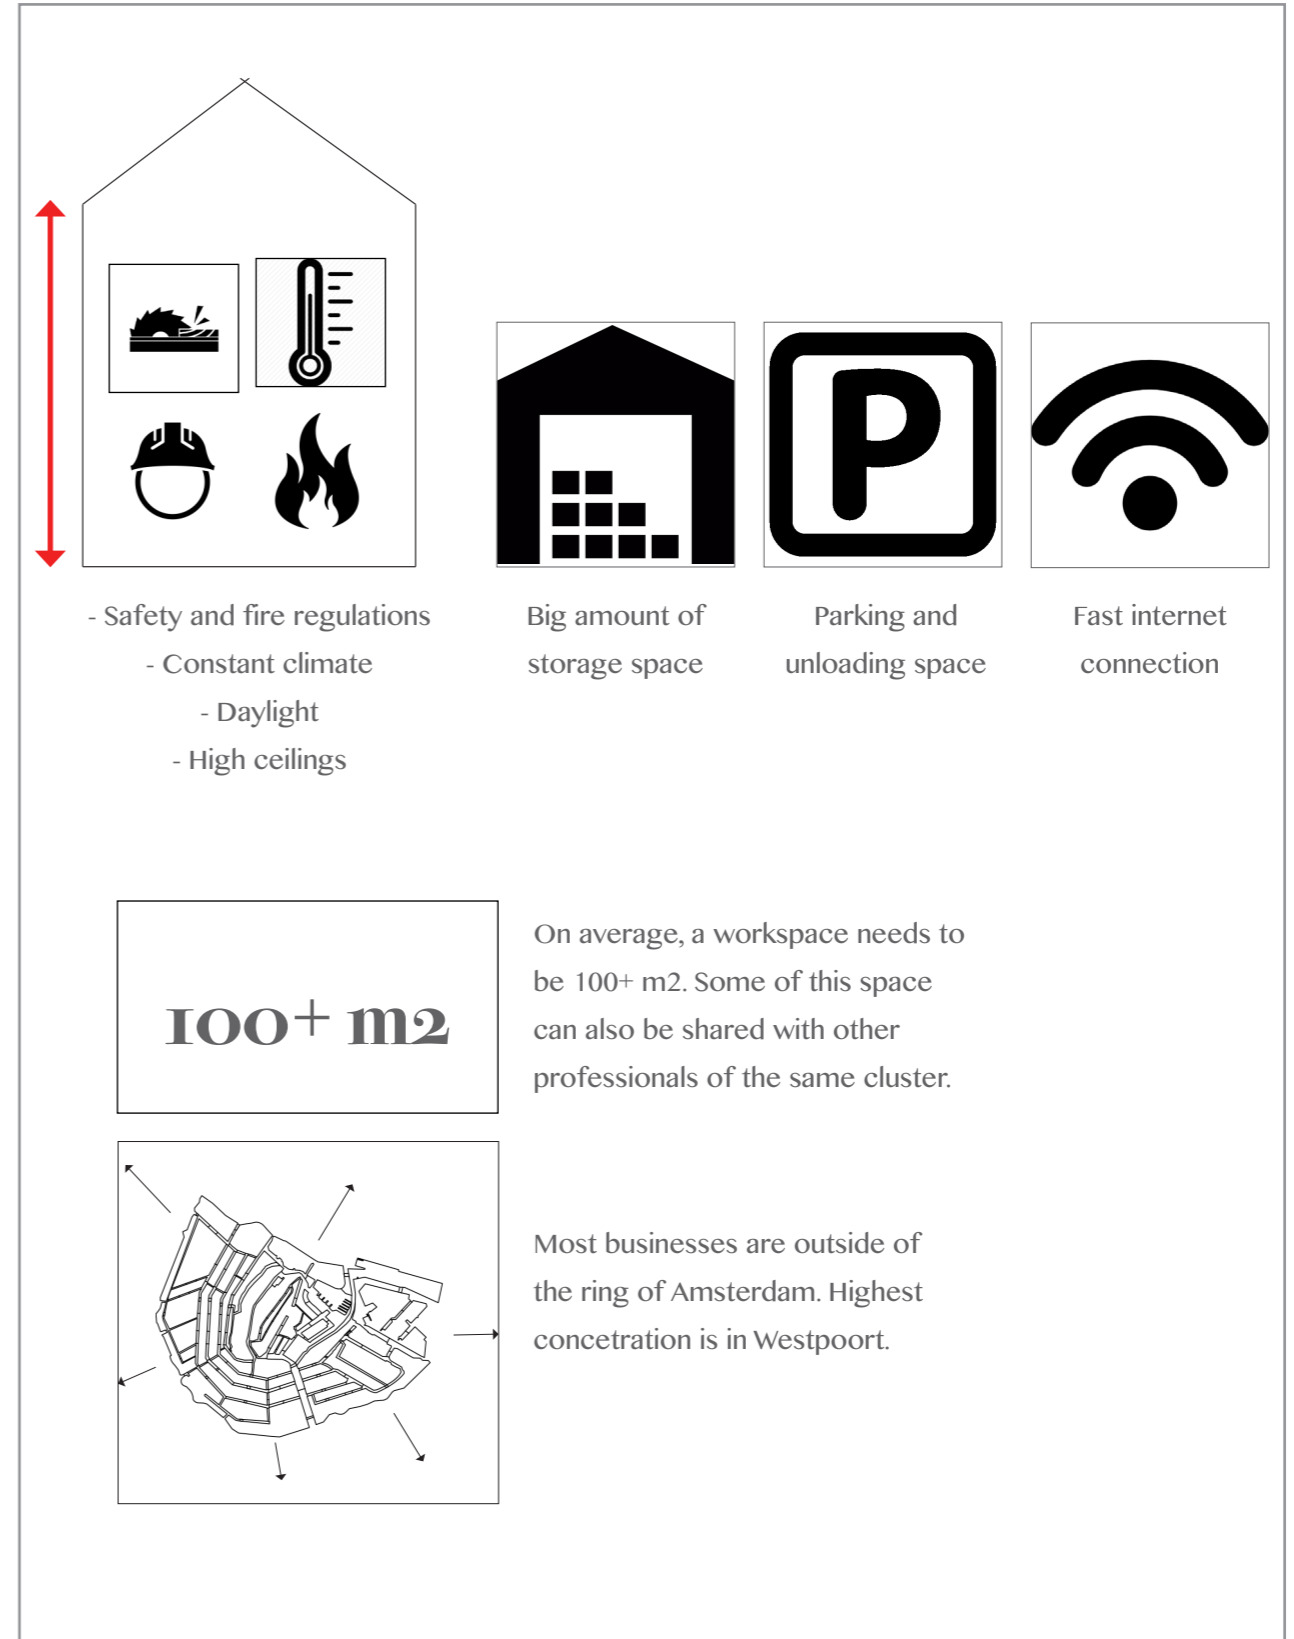 P
- Safety and fire regulations
- Constant climate
- Daylight
- High ceilings
Big amount of
storage space
Parking and
unloading space
Fast internet
connection
100+ m2
On average, a workspace needs to
be 100+ m2. Some of this space
can also be shared with other
professionals of the same cluster.
Most businesses are outside of
the ring of Amsterdam. Highest
concetration is in Westpoort.